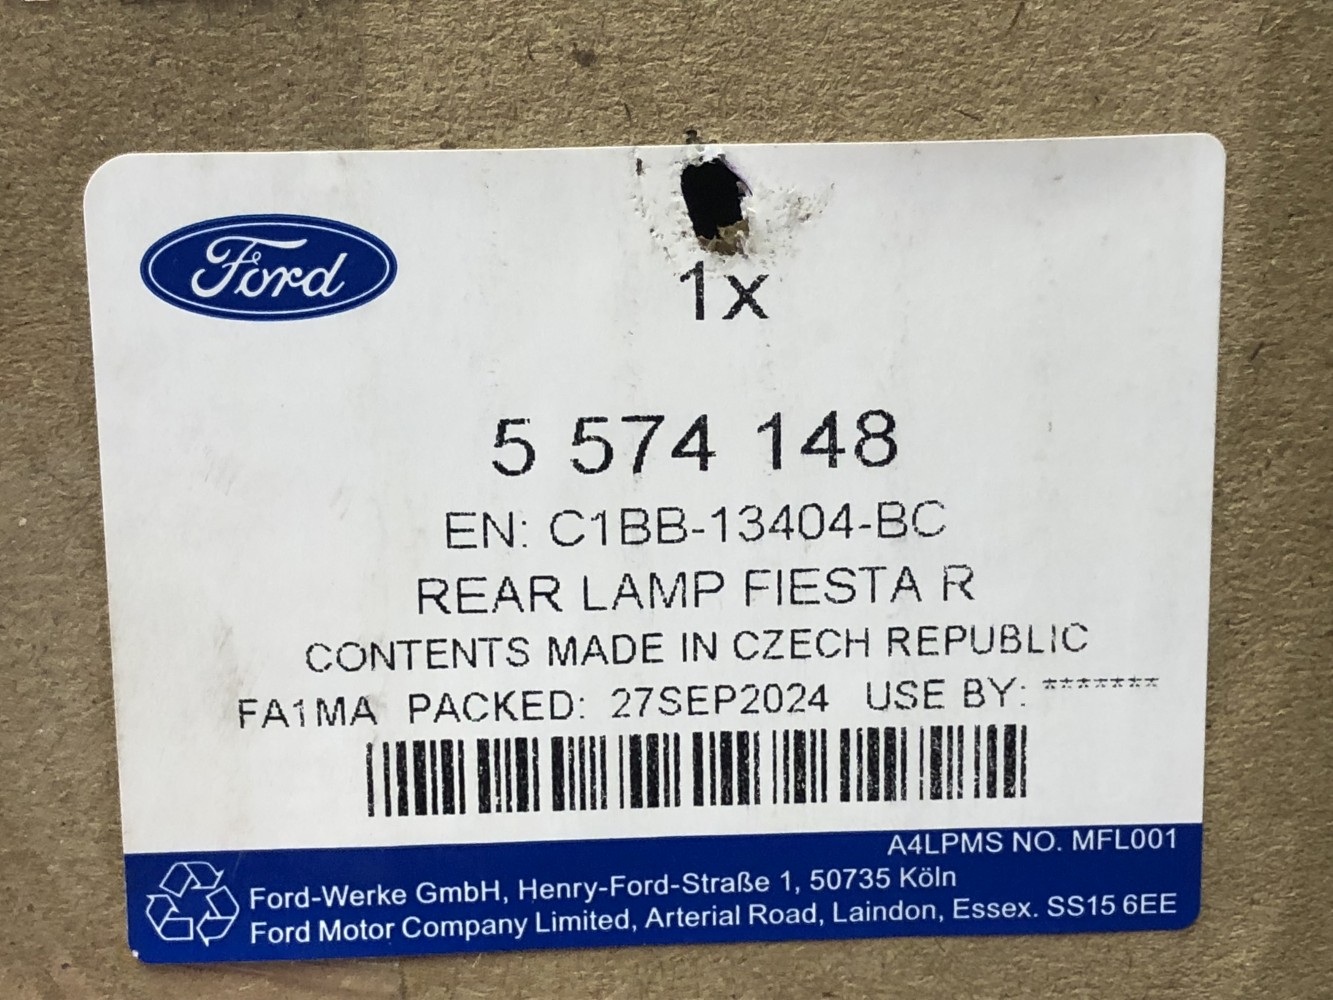 Ford
1x
5 574 148
EN: C1BB-13404-BC
REAR LAMP FIESTA R
CONTENTS MADE IN CZECH REPUBLIC
FA1MA PACKED: 27SEP2024 USE BY: *******
A4LPMS NO. MFL001
Ford-Werke GmbH, Henry-Ford-Straße 1, 50735 Köln
Ford Motor Company Limited, Arterial Road, Laindon, Essex. SS15 6EE